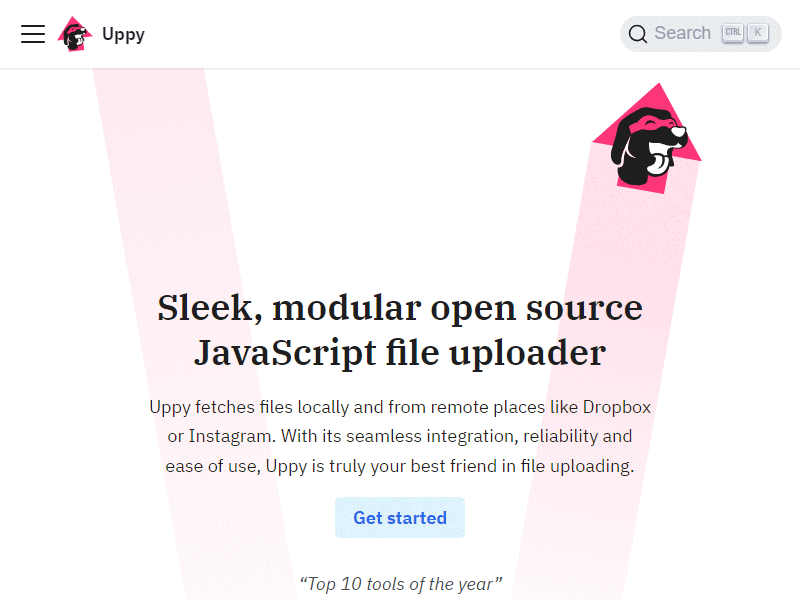 Uppy
Search CTRL K
Sleek, modular open source
JavaScript file uploader
Uppy fetches files locally and from remote places like Dropbox
or Instagram. With its seamless integration, reliability and
ease of use, Uppy is truly your best friend in file uploading.
Get started
“Top 10 tools of the year”